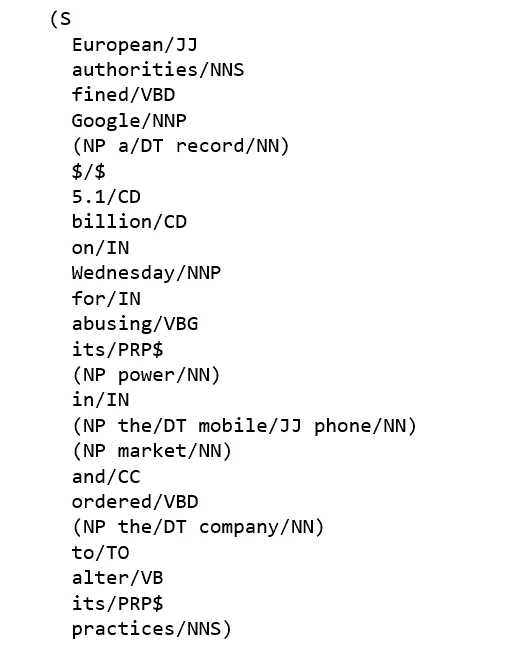 (S
European/JJ
authorities/NNS
fined/VBD
Google/NNP
(NP a/DT record/NN)
$/$
5.1/CD
billion/CD
on/IN
Wednesday/NNP
for/IN
abusing/VBG
its/PRP$
(NP power/NN)
in/IN
(NP the/DT mobile/JJ phone/NN)
(NP market/NN)
and/CC
ordered/VBD
(NP the/DT company/NN)
to/TO
alter/VB
its/PRP$
practices/NNS)